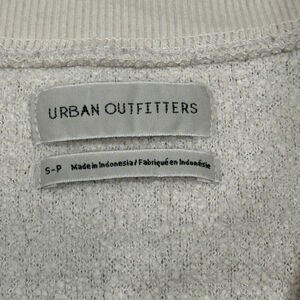 URBAN OUTFITTERS
S-P Made in Indonesia / Fabriqué en Indonésie